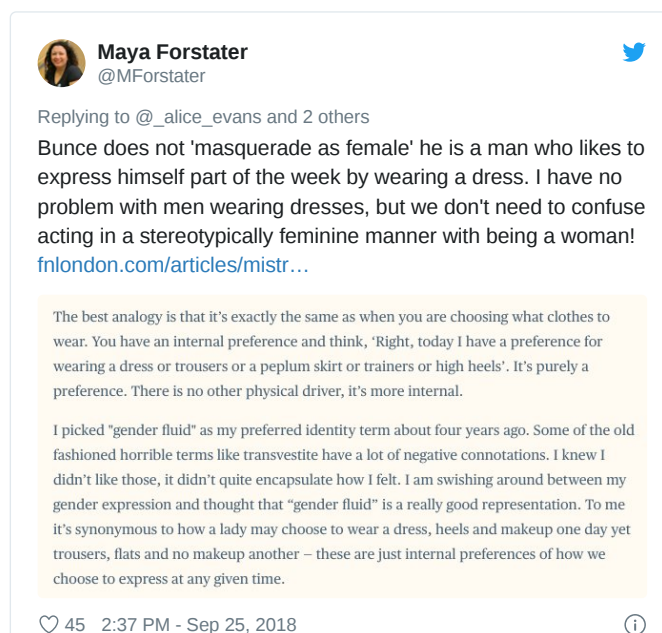 Maya Forstater
@MForstater
Replying to @_alice_evans and 2 others
Bunce does not 'masquerade as female' he is a man who likes to
express himself part of the week by wearing a dress. I have no
problem with men wearing dresses, but we don't need to confuse
acting in a stereotypically feminine manner with being a woman!
fnlondon.com/articles/mistr…
The best analogy is that it's exactly the same as when you are choosing what clothes to
wear. You have an internal preference and think, 'Right, today I have a preference for
wearing a dress or trousers or a peplum skirt or trainers or high heels'. It's purely a
preference. There is no other physical driver, it's more internal.
I picked "gender fluid" as my preferred identity term about four years ago. Some of the old
fashioned horrible terms like transvestite have a lot of negative connotations. I knew I
didn't like those, it didn't quite encapsulate how I felt. I am swishing around between my
gender expression and thought that “gender fluid” is a really good representation. To me
it's synonymous to how a lady may choose to wear a dress, heels and makeup one day yet
trousers, flats and no makeup another – these are just internal preferences of how we
choose to express at any given time.
45 2:37 PM - Sep 25, 2018